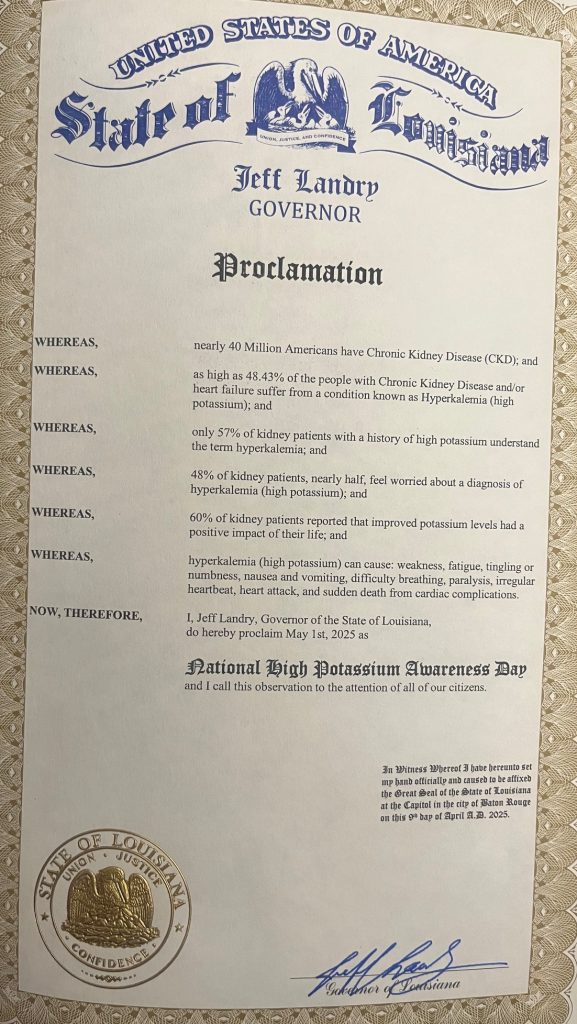 UNITED STATES OF AMERICA
State of Louisiana
UNION, JUSTICE, AND CONFIDENCE
Jeff Landry
GOVERNOR
Proclamation
WHEREAS, nearly 40 Million Americans have Chronic Kidney Disease (CKD); and
WHEREAS, as high as 48.43% of the people with Chronic Kidney Disease and/or
heart failure suffer from a condition known as Hyperkalemia (high
potassium); and
WHEREAS, only 57% of kidney patients with a history of high potassium understand
the term hyperkalemia; and
WHEREAS, 48% of kidney patients, nearly half, feel worried about a diagnosis of
hyperkalemia (high potassium); and
WHEREAS, 60% of kidney patients reported that improved potassium levels had a
positive impact of their life; and
WHEREAS, hyperkalemia (high potassium) can cause: weakness, fatigue, tingling or
numbness, nausea and vomiting, difficulty breathing, paralysis, irregular
heartbeat, heart attack, and sudden death from cardiac complications.
NOW, THEREFORE, I, Jeff Landry, Governor of the State of Louisiana,
do hereby proclaim May 1st, 2025 as
National High Potassium Awareness Day
and I call this observation to the attention of all of our citizens.
In Witness Whereof I have hereunto set
my hand officially and caused to be affixed
the Great Seal of the State of Louisiana
at the Capitol in the city of Baton Rouge
on this 9th day of April A.D. 2025.
STATE OF LOUISIANA
UNION · JUSTICE
CONFIDENCE
Jeff Landry
Governor of Louisiana